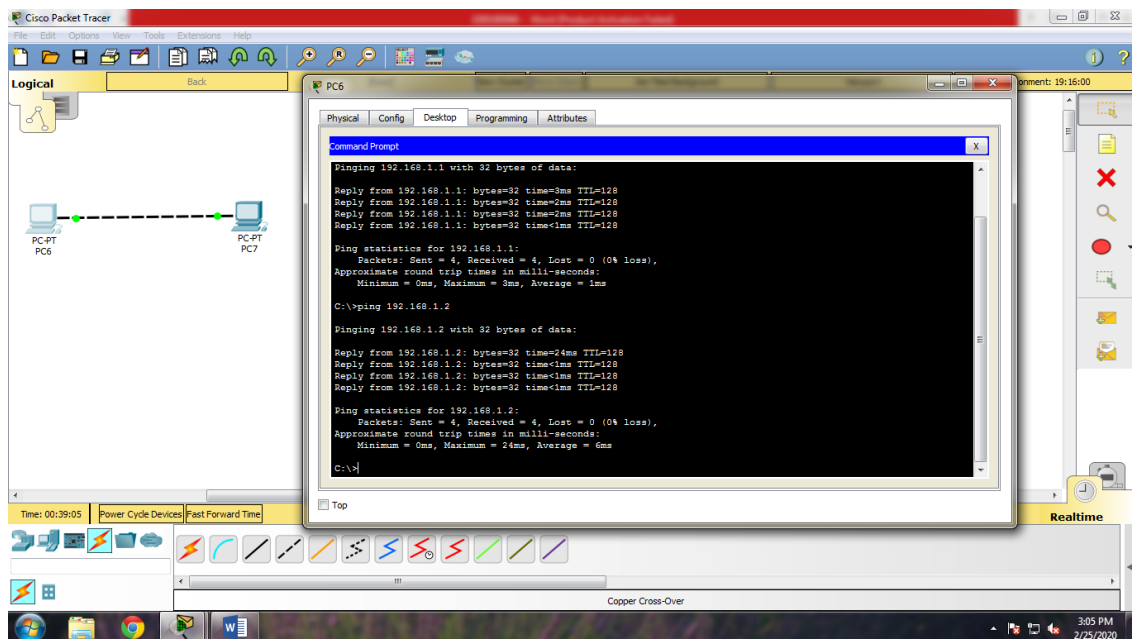 Cisco Packet Tracer
File Edit Options View Tools Extensions Help
Logical
Back
onment: 19:16:00
PC6
Physical Config Desktop Programming Attributes
Command Prompt
X
Pinging 192.168.1.1 with 32 bytes of data:
Reply from 192.168.1.1: bytes=32 time=3ms TTL=128
Reply from 192.168.1.1: bytes=32 time=2ms TTL=128
Reply from 192.168.1.1: bytes=32 time=2ms TTL=128
Reply from 192.168.1.1: bytes=32 time<1ms TTL=128
Ping statistics for 192.168.1.1:
Packets: Sent = 4, Received = 4, Lost = 0 (0% loss),
Approximate round trip times in milli-seconds:
Minimum = 0ms, Maximum = 3ms, Average = 1ms
C:\>ping 192.168.1.2
Pinging 192.168.1.2 with 32 bytes of data:
Reply from 192.168.1.2: bytes=32 time=24ms TTL=128
Reply from 192.168.1.2: bytes=32 time<1ms TTL=128
Reply from 192.168.1.2: bytes=32 time<1ms TTL=128
Reply from 192.168.1.2: bytes=32 time<1ms TTL=128
Ping statistics for 192.168.1.2:
Packets: Sent = 4, Received = 4, Lost = 0 (0% loss),
Approximate round trip times in milli-seconds:
Minimum = 0ms, Maximum = 24ms, Average = 6ms
C:\>
Top
PC-PT
PC6
PC-PT
PC7
Time: 00:39:05 Power Cycle Devices Fast Forward Time
Realtime
Copper Cross-Over
3:05 PM
2/25/2020